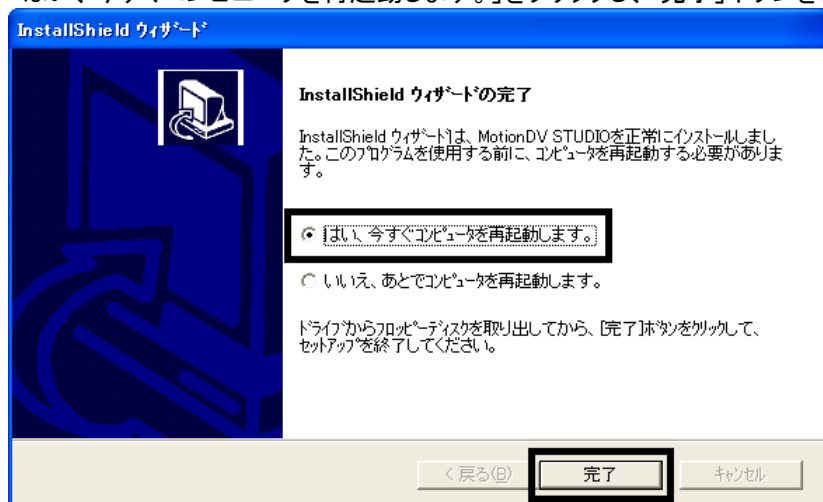 InstallShield ウィザード
InstallShield ウィザードの完了
InstallShield ウィザードは、MotionDV STUDIOを正常にインストールしまし
た。このプログラムを使用する前に、コンピュータを再起動する必要がありま
す。
はい、今すぐコンピュータを再起動します。
いいえ、あとでコンピュータを再起動します。
ドライブからフロッピーディスクを取り出してから、[完了]ボタンをクリックして、
セットアップを終了してください。
< 戻る(B)
完了
キャンセル